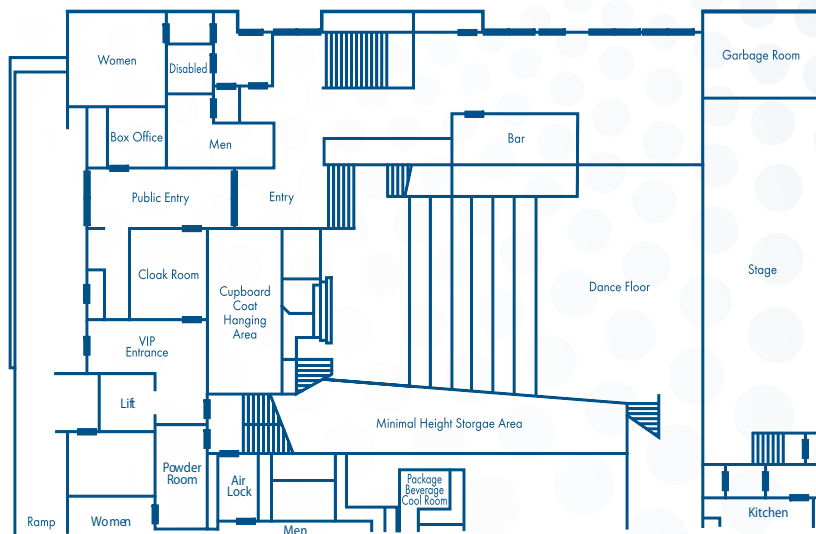 Women
Disabled
Garbage Room
Box Office
Men
Bar
Public Entry
Entry
Cloak Room
Cupboard
Coat
Hanging
Area
Dance Floor
Stage
VIP
Entrance
Lift
Minimal Height Storgae Area
Powder
Room
Air
Lock
Package
Beverage
Cool Room
Ramp
Women
Men
Kitchen